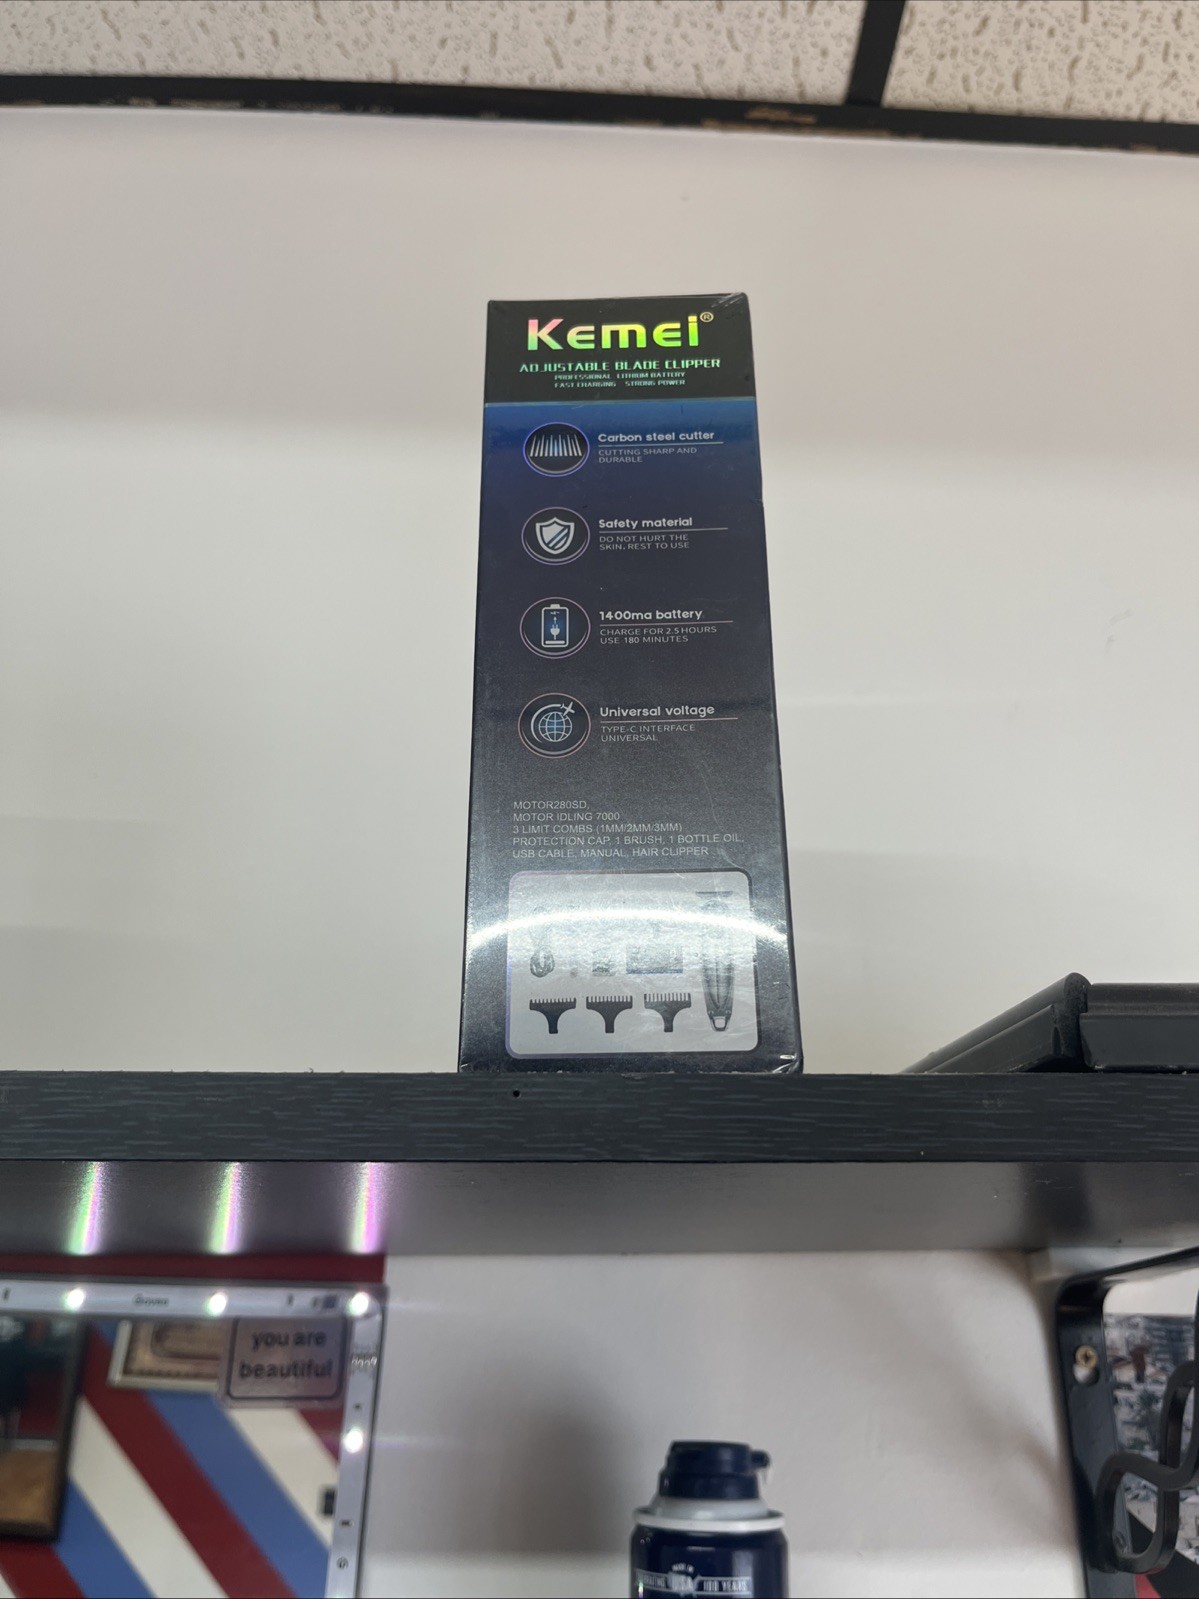 Kemei®
ADJUSTABLE BLADE CLIPPER
PROFESSIONAL LITHIUM BATTERY
FAST CHARGING STRONG POWER
Carbon steel cutter
CUTTING SHARP AND
DURABLE
Safety material
DO NOT HURT THE
SKIN, REST TO USE
1400ma battery
CHARGE FOR 2.5 HOURS
USE 180 MINUTES
Universal voltage
TYPE-C INTERFACE
UNIVERSAL
MOTOR280SD,
MOTOR IDLING 7000
3 LIMIT COMBS (1MM/2MM/3MM)
PROTECTION CAP, 1 BRUSH, 1 BOTTLE OIL,
USB CABLE, MANUAL, HAIR CLIPPER
you are
beautiful
USA 100 YEARS